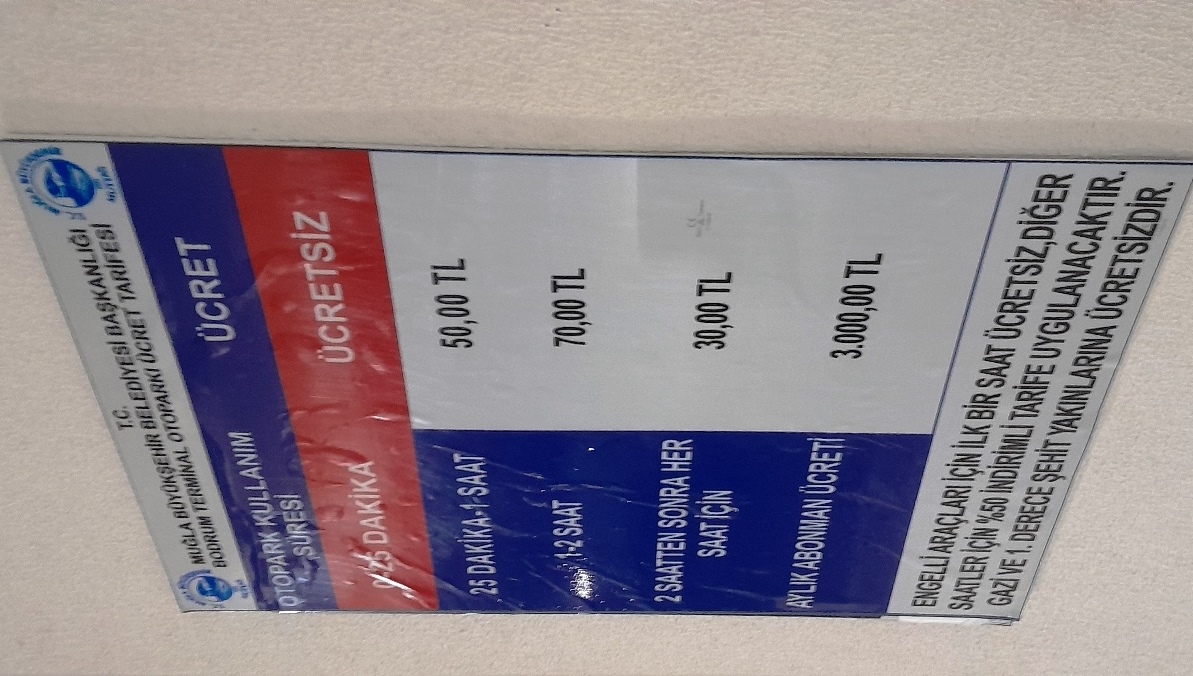 T.C.
MUĞLA BÜYÜKŞEHİR BELEDİYESİ BAŞKANLIĞI
BODRUM TERMİNAL OTOPARKI ÜCRET TARİFESİ
OTOPARK KULLANIM
SÜRESİ
ÜCRET
0-25 DAKİKA ÜCRETSİZ
25 DAKİKA-1-SAAT 50,00 TL
1-2 SAAT 70,00 TL
2 SAATTEN SONRA HER
SAAT İÇİN
30,00 TL
AYLIK ABONMAN ÜCRETİ 3.000,00 TL
ENGELLİ ARAÇLARI İÇİN İLK BİR SAAT ÜCRETSİZ,DİĞER
SAATLER İÇİN %50 İNDİRİMLİ TARİFE UYGULANACAKTIR.
GAZİ VE 1. DERECE ŞEHİT YAKINLARINA ÜCRETSİZDİR.